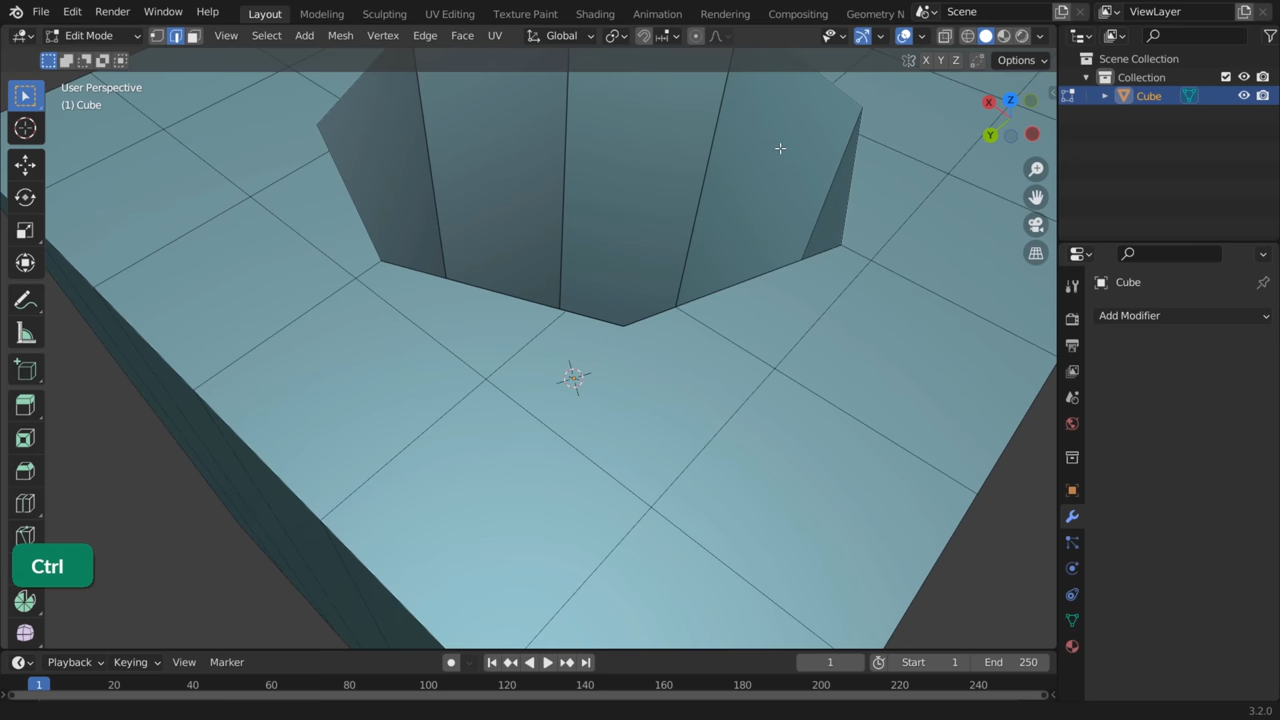 File Edit Render Window Help Layout Modeling Sculpting UV Editing Texture Paint Shading Animation Rendering Compositing Geometry N Scene ViewLayer
Edit Mode View Select Add Mesh Vertex Edge Face UV Global
X Y Z Options
User Perspective
(1) Cube
Z
X
Y
Scene Collection
Collection
Cube
Cube
Add Modifier
Ctrl
Playback Keying View Marker 1 Start 1 End 250
1 20 40 60 80 100 120 140 160 180 200 220 240
3.2.0